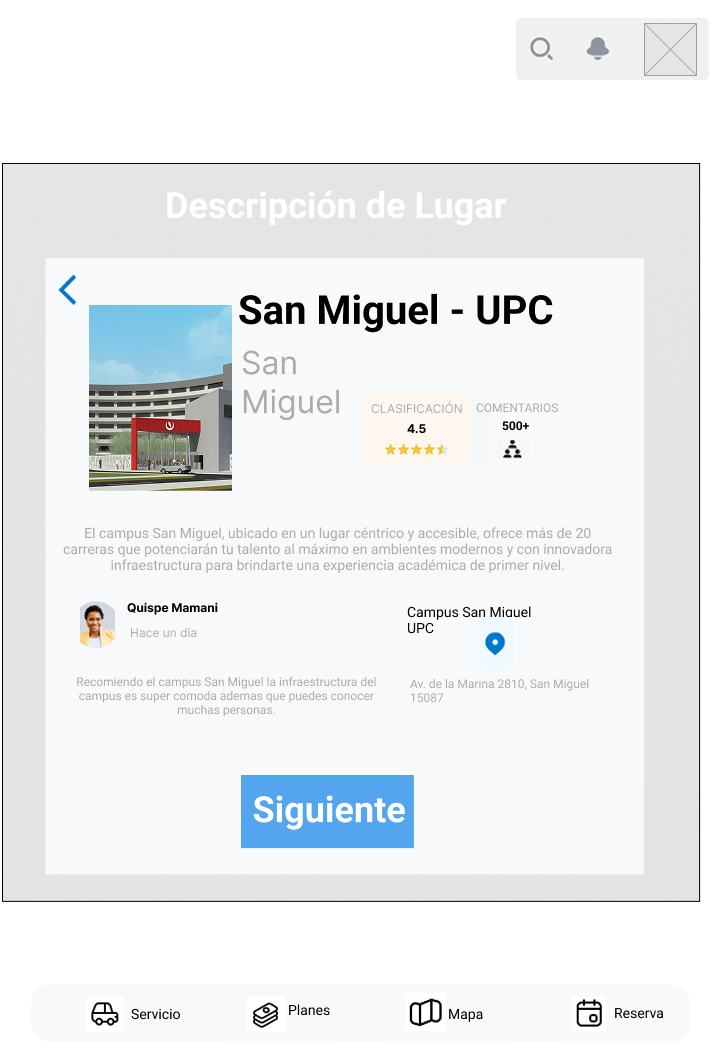 Descripción de Lugar
San Miguel - UPC
San
Miguel
CLASIFICACIÓN
4.5
COMENTARIOS
500+
El campus San Miguel, ubicado en un lugar céntrico y accesible, ofrece más de 20
carreras que potenciarán tu talento al máximo en ambientes modernos y con innovadora
infraestructura para brindarte una experiencia académica de primer nivel.
Quispe Mamani
Hace un dia
Recomiendo el campus San Miguel la infraestructura del
campus es super comoda ademas que puedes conocer
muchas personas.
Campus San Miguel
UPC
Av. de la Marina 2810, San Miguel
15087
Siguiente
Servicio
Planes
Mapa
Reserva